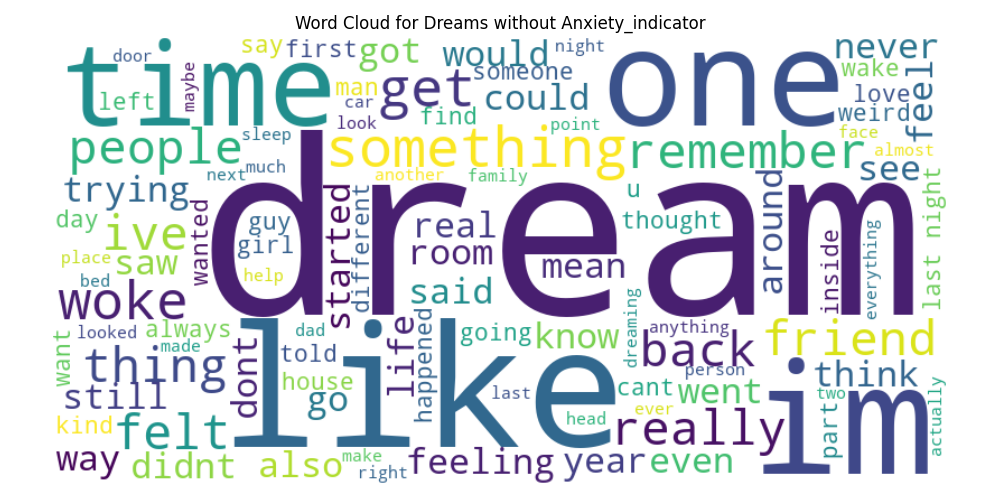 Word Cloud for Dreams without Anxiety_indicator
time
door
maybe
left
say
first
got
would
night
never
someone
wake
man
car
get
could
one
love
feel
weird
look
find
point
face
almost
people
sleep
something
remember
see
next
much
another
family
trying
wanted
started
different
u
around
day
ive
guy
girl
dream
real
room
thought
last night
place
saw
help
mean
inside
everything
bed
said
woke
looked
always
dad
like
happened
going
know
dreaming
anything
back
friend
want
thing
made
dont
told
life
person
think
still
house
go
last
cant
went
im
two
part
actually
kind
felt
head
ever
really
way
didnt
also
make
right
feeling
year
even